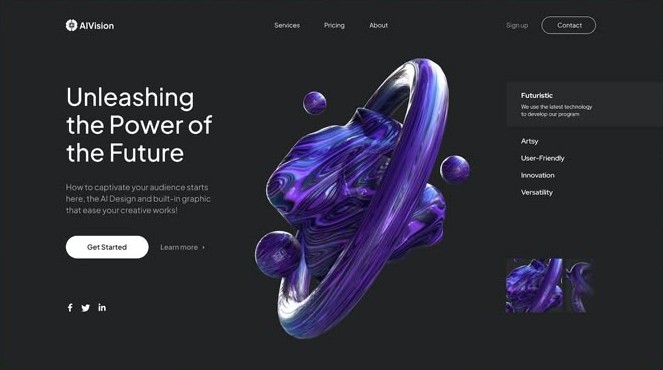 AIVision
Services
Pricing
About
Sign up
Contact
Unleashing
the Power of
the Future
How to captivate your audience starts
here, the AI Design and built-in graphic
that ease your creative works!
Get Started
Learn more
Futuristic
We use the latest technology
to develop our program
Artsy
User-Friendly
Innovation
Versatility